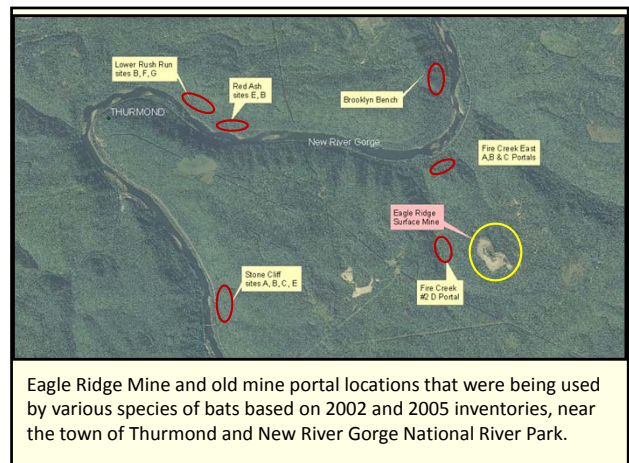 Lower Rush Run
sites B, F, G
Red Ash
sites E, B
THURMOND
Brooklyn Bench
New River Gorge
Fire Creek East
A,B & C Portals
Eagle Ridge
Surface Mine
Stone Cliff
sites A, B, C, E
Fire Creek
#2 D Portal
Eagle Ridge Mine and old mine portal locations that were being used
by various species of bats based on 2002 and 2005 inventories, near
the town of Thurmond and New River Gorge National River Park.